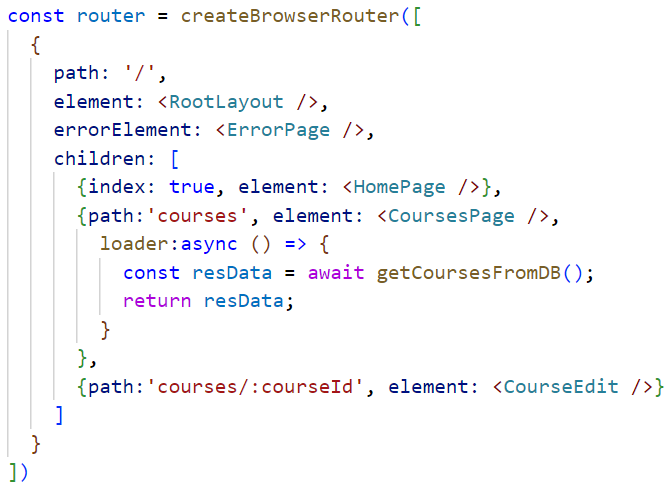 const router = createBrowserRouter([
  {
    path: '/',
    element: <RootLayout />,
    errorElement: <ErrorPage />,
    children: [
      {index: true, element: <HomePage />},
      {path:'courses', element: <CoursesPage />,
        loader:async () => {
          const resData = await getCoursesFromDB();
          return resData;
        }
      },
      {path:'courses/:courseId', element: <CourseEdit />}
    ]
  }
])